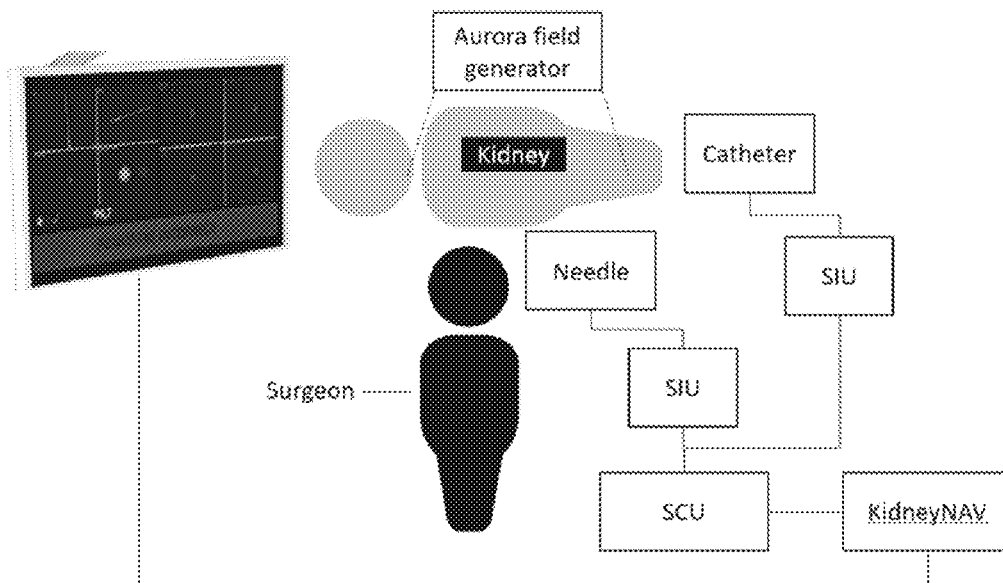 Aurora field
generator
Kidney
Catheter
Needle
SIU
Surgeon
SIU
SCU
KidneyNAV